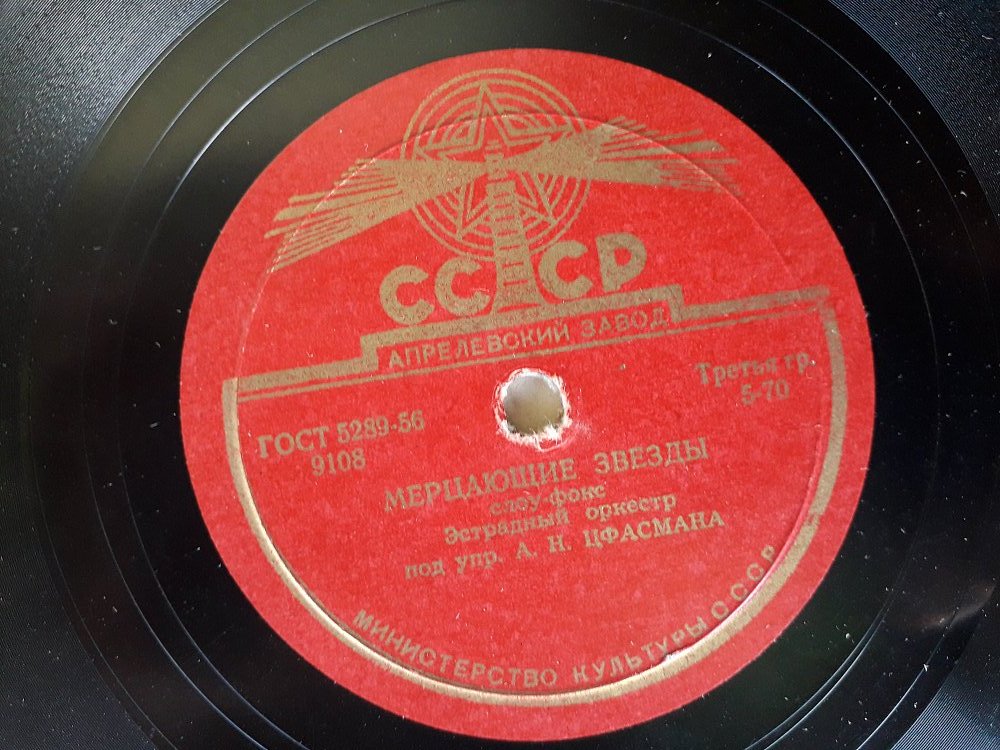 СССР
АПРЕЛЕВСКИЙ ЗАВОД
ГОСТ 5289-56
9108
Третья гр.
5-70
МЕРЦАЮЩИЕ ЗВЕЗДЫ
слоу-фокс
Эстрадный оркестр
под упр. А. Н. ЦФАСМАНА
МИНИСТЕРСТВО КУЛЬТУРЫ СССР